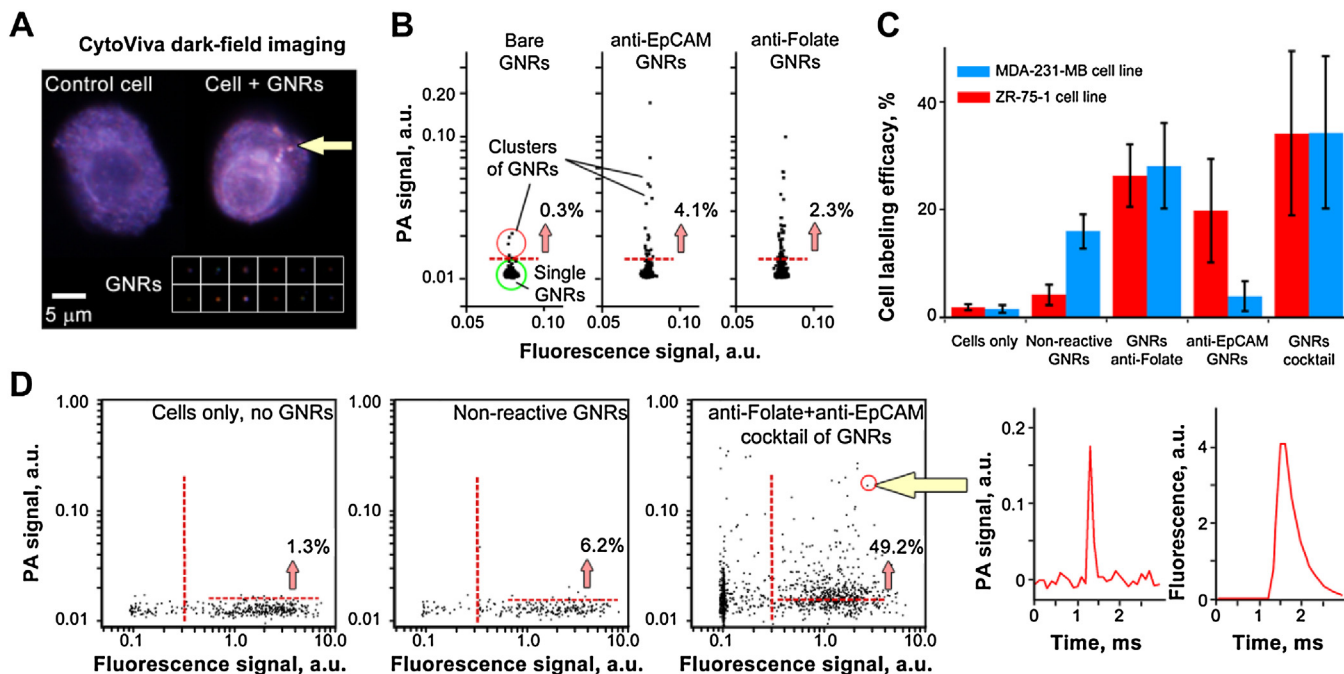 A
CytoViva dark-field imaging
Control cell
Cell + GNRs
GNRs
5 μm
B
Bare
GNRs
anti-EpCAM
GNRs
anti-Folate
GNRs
PA signal, a.u.
0.20
0.10
0.01
Clusters
of GNRs
0.3%
4.1%
2.3%
Single
GNRs
0.05
0.10
0.05
0.10
0.05
0.10
Fluorescence signal, a.u.
C
Cell labeling efficacy, %
40
20
0
MDA-231-MB cell line
ZR-75-1 cell line
Cells only
Non-reactive
GNRs
GNRs
anti-Folate
anti-EpCAM
GNRs
GNRs
cocktail
D
PA signal, a.u.
1.00
0.10
0.01
Cells only, no GNRs
1.3%
0.1
1.0
10.0
Fluorescence signal, a.u.
1.00
0.10
0.01
Non-reactive GNRs
6.2%
0.1
1.0
10.0
Fluorescence signal, a.u.
1.00
0.10
0.01
anti-Folate+anti-EpCAM
cocktail of GNRs
49.2%
0.1
1.0
10.0
Fluorescence signal, a.u.
PA signal, a.u.
0.2
0.1
0
0
1
2
Time, ms
Fluorescence, a.u.
4
2
0
0
2
Time, ms